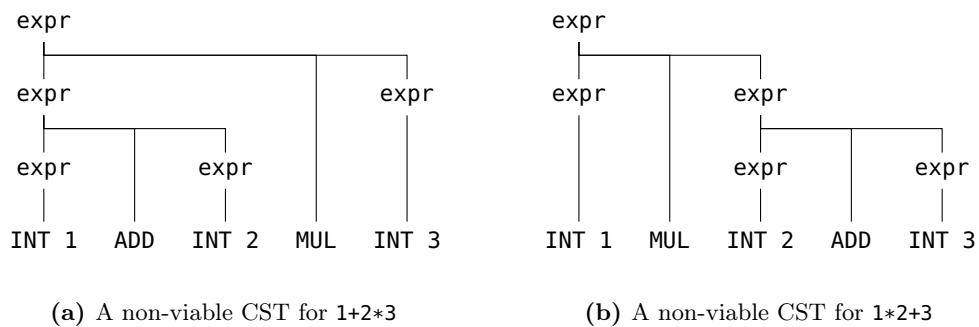 expr expr
expr expr expr expr
expr expr expr expr
INT 1 ADD INT 2 MUL INT 3 INT 1 MUL INT 2 ADD INT 3
(a) A non-viable CST for 1+2*3 (b) A non-viable CST for 1*2+3